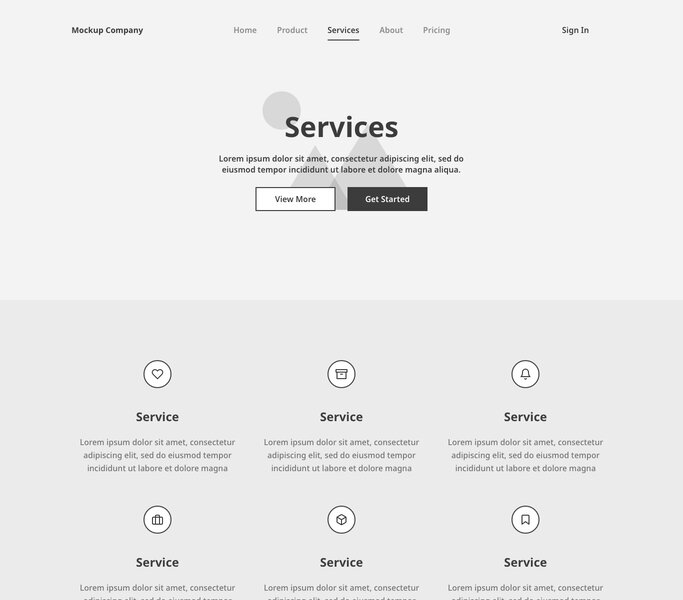 Mockup Company Home Product Services About Pricing Sign In
Services
Lorem ipsum dolor sit amet, consectetur adipiscing elit, sed do
eiusmod tempor incididunt ut labore et dolore magna aliqua.
View More Get Started
Service Service Service
Lorem ipsum dolor sit amet, consectetur Lorem ipsum dolor sit amet, consectetur Lorem ipsum dolor sit amet, consectetur
adipiscing elit, sed do eiusmod tempor adipiscing elit, sed do eiusmod tempor adipiscing elit, sed do eiusmod tempor
incididunt ut labore et dolore magna incididunt ut labore et dolore magna incididunt ut labore et dolore magna
Service Service Service
Lorem ipsum dolor sit amet, consectetur Lorem ipsum dolor sit amet, consectetur Lorem ipsum dolor sit amet, consectetur